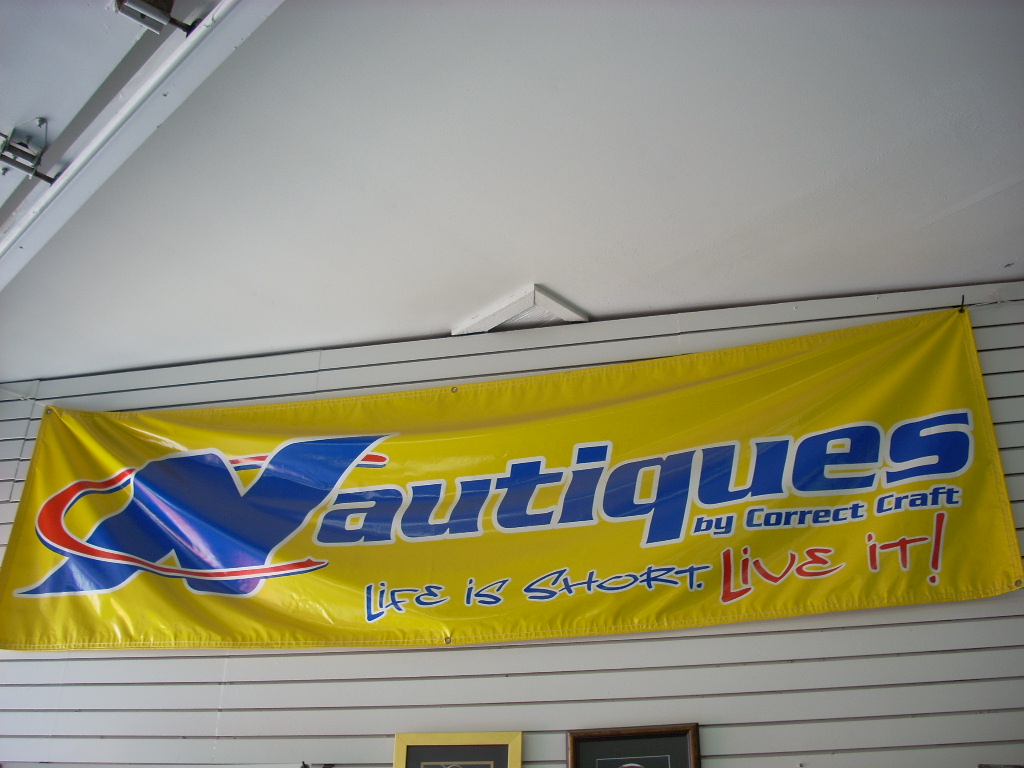 Nautiques
by Correct Craft
Life is Short. Live it!